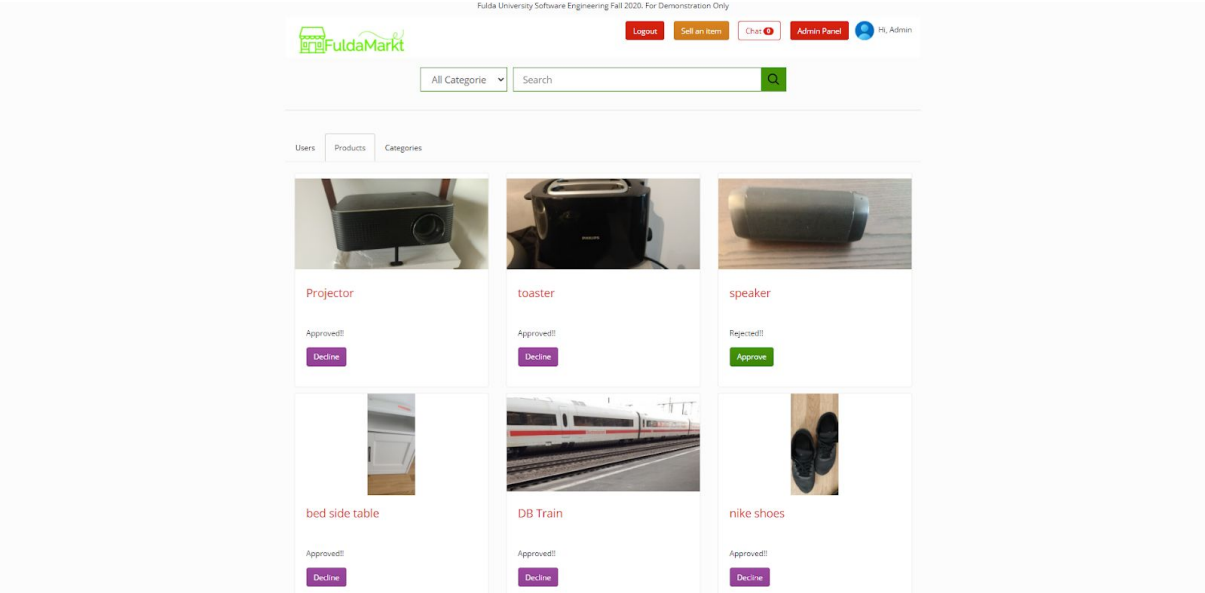 Fulda University Software Engineering Fall 2020. For Demonstration Only
FuldaMarkt
Logout Sell an item Chat 0 Admin Panel Hi, Admin
All Categorie Search
Users Products Categories
PHILIPS
Projector toaster speaker
Approved!! Approved!! Rejected!!
Decline Decline Approve
bed side table DB Train nike shoes
Approved!! Approved!! Approved!!
Decline Decline Decline